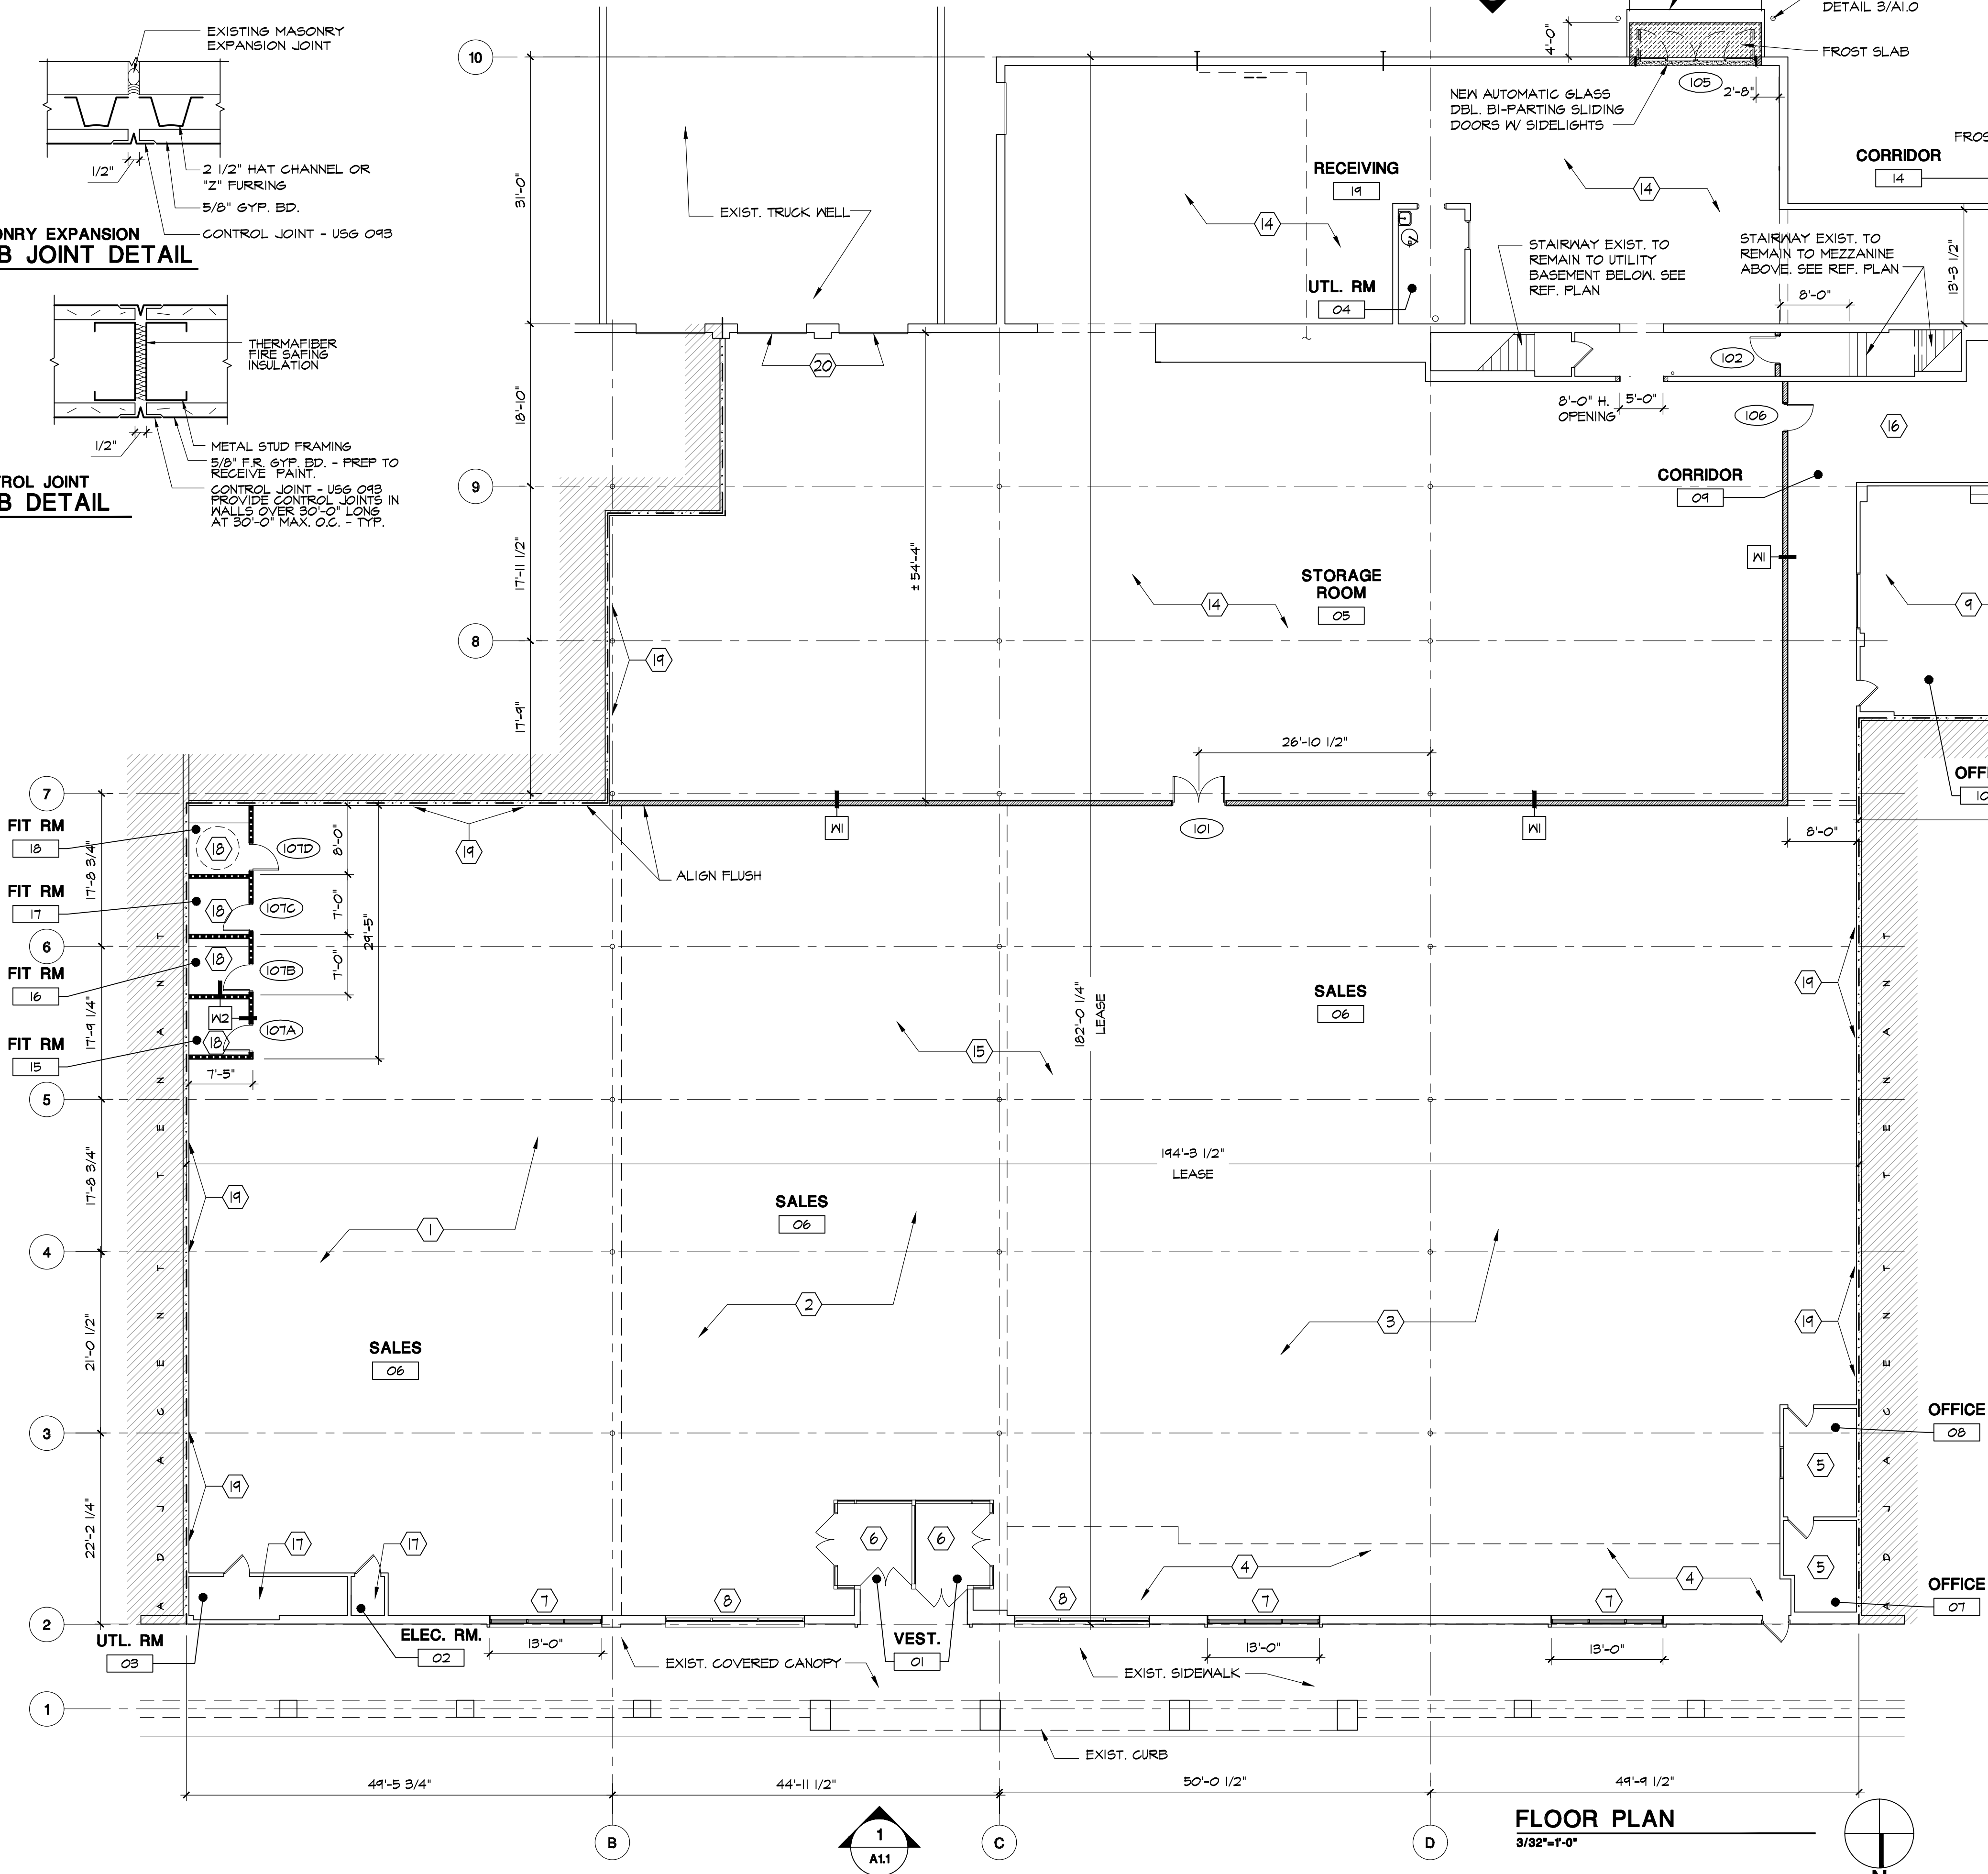 EXISTING MASONRY
EXPANSION JOINT
1/2"
2 1/2" HAT CHANNEL OR
"Z" FURRING
5/8" GYP. BD.
CONTROL JOINT - USG 093
ONRY EXPANSION
B JOINT DETAIL
THERMAFIBER
FIRE SAFING
INSULATION
1/2"
METAL STUD FRAMING
5/8" F.R. GYP. BD. - PREP TO
RECEIVE PAINT.
CONTROL JOINT - USG 093
PROVIDE CONTROL JOINTS IN
WALLS OVER 30'-0" LONG
AT 30'-0" MAX. O.C. - TYP.
TROL JOINT
B DETAIL
DETAIL 3/A1.0
4'-0"
FROST SLAB
105
2'-8"
10
NEW AUTOMATIC GLASS
DBL. BI-PARTING SLIDING
DOORS W/ SIDELIGHTS
FROS
CORRIDOR
14
RECEIVING
19
14
14
31'-0"
EXIST. TRUCK WELL
STAIRWAY EXIST. TO
REMAIN TO UTILITY
BASEMENT BELOW. SEE
REF. PLAN
STAIRWAY EXIST. TO
REMAIN TO MEZZANINE
ABOVE. SEE REF. PLAN
13'-3 1/2"
8'-0"
UTL. RM
04
20
102
18'-10"
8'-0" H.
OPENING
5'-0"
106
16
CORRIDOR
09
9
17'-11 1/2"
± 54'-4"
W1
STORAGE
ROOM
05
14
9
8
19
17'-9"
26'-10 1/2"
OFFI
10
7
FIT RM
18
18
107D
8'-0"
17'-8 3/4"
19
W1
101
W1
8'-0"
ALIGN FLUSH
FIT RM
17
18
107C
7'-0"
29'-5"
6
FIT RM
16
18
107B
7'-0"
W2
FIT RM
15
18
107A
7'-5"
17'-9 1/4"
19
SALES
06
182'-0 1/4"
LEASE
15
5
17'-8 3/4"
194'-3 1/2"
LEASE
19
SALES
06
1
4
2
3
19
21'-0 1/2"
SALES
06
3
OFFICE
08
5
19
22'-2 1/4"
17
17
6
6
4
4
5
OFFICE
07
7
8
8
7
7
2
UTL. RM
03
ELEC. RM.
02
13'-0"
VEST.
01
13'-0"
13'-0"
EXIST. COVERED CANOPY
EXIST. SIDEWALK
1
EXIST. CURB
ADJACENT TENANT
ADJACENT TENANT
49'-5 3/4"
44'-11 1/2"
50'-0 1/2"
49'-9 1/2"
B
1
A1.1
C
D
FLOOR PLAN
3/32"=1'-0"
N